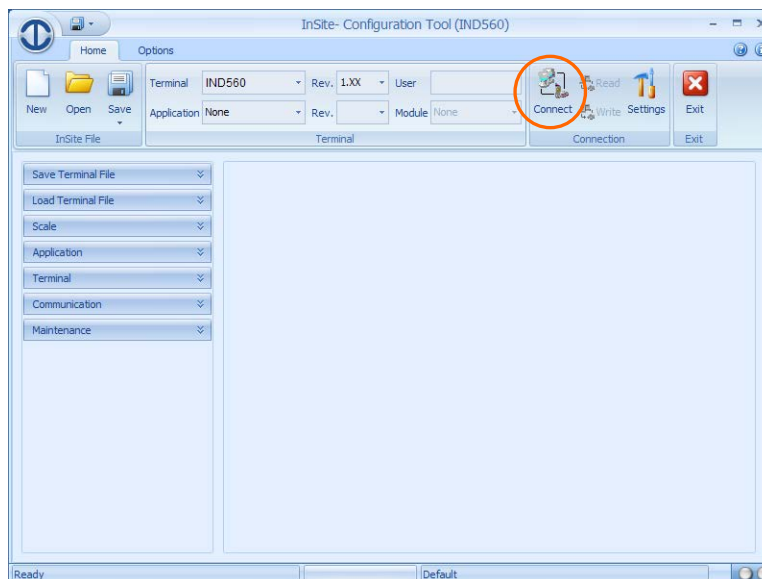 InSite- Configuration Tool (IND560)
Home Options
Terminal IND560 Rev. 1.XX User
Connect Read
New Open Save
Application None Rev. Module None
Write Settings Exit
InSite File Terminal Connection Exit
Save Terminal File
Load Terminal File
Scale
Application
Terminal
Communication
Maintenance
Ready Default